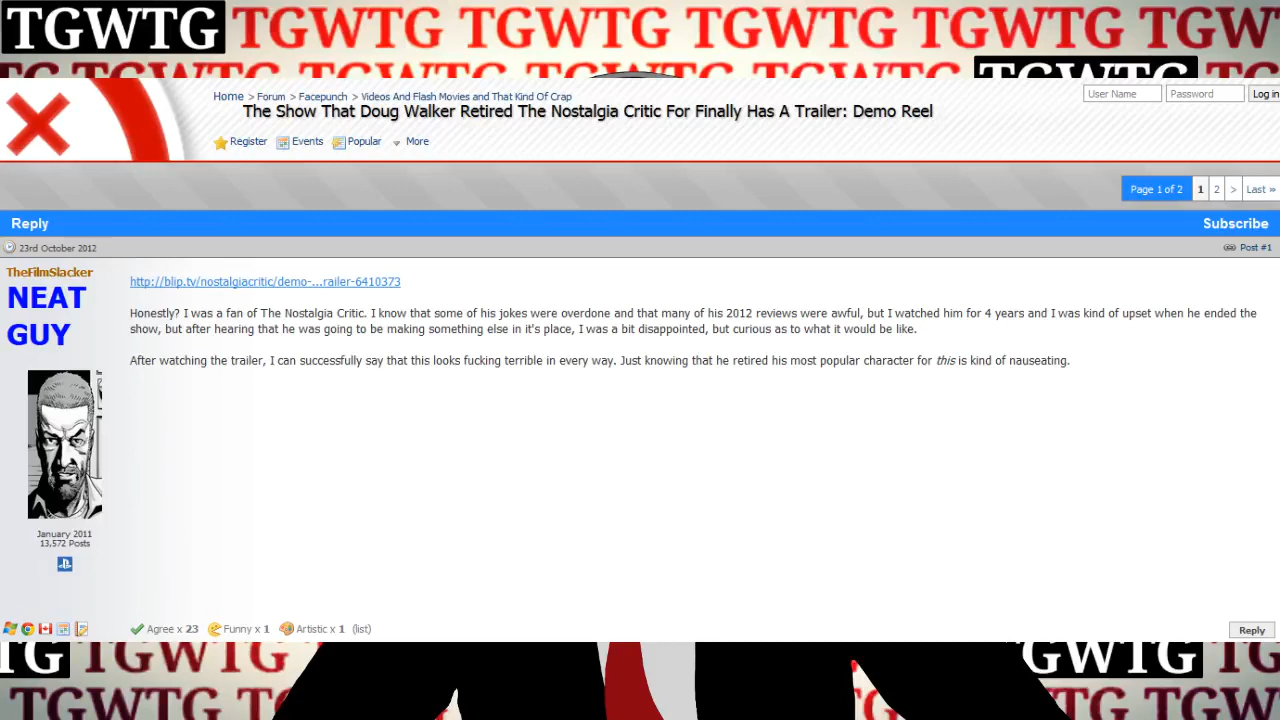 TGWTG TGWTG TGWTG TGWTG TGWTG TGW
TGWTG TGWTG TGWTG TGWTG
Home > Forum > Facepunch > Videos And Flash Movies and That Kind Of Crap
User Name Password Log in
The Show That Doug Walker Retired The Nostalgia Critic For Finally Has A Trailer: Demo Reel
Register Events Popular More
Page 1 of 2 1 2 > Last »
Reply Subscribe
23rd October 2012 Post #1
TheFilmSlacker
NEAT
GUY
http://blip.tv/nostalgiacritic/demo-...railer-6410373
Honestly? I was a fan of The Nostalgia Critic. I know that some of his jokes were overdone and that many of his 2012 reviews were awful, but I watched him for 4 years and I was kind of upset when he ended the
show, but after hearing that he was going to be making something else in it's place, I was a bit disappointed, but curious as to what it would be like.
After watching the trailer, I can successfully say that this looks fucking terrible in every way. Just knowing that he retired his most popular character for this is kind of nauseating.
January 2011
13,572 Posts
Agree x 23 Funny x 1 Artistic x 1 (list)
Reply
TG TGWTG GWTG TG
TGWTG TGWTG